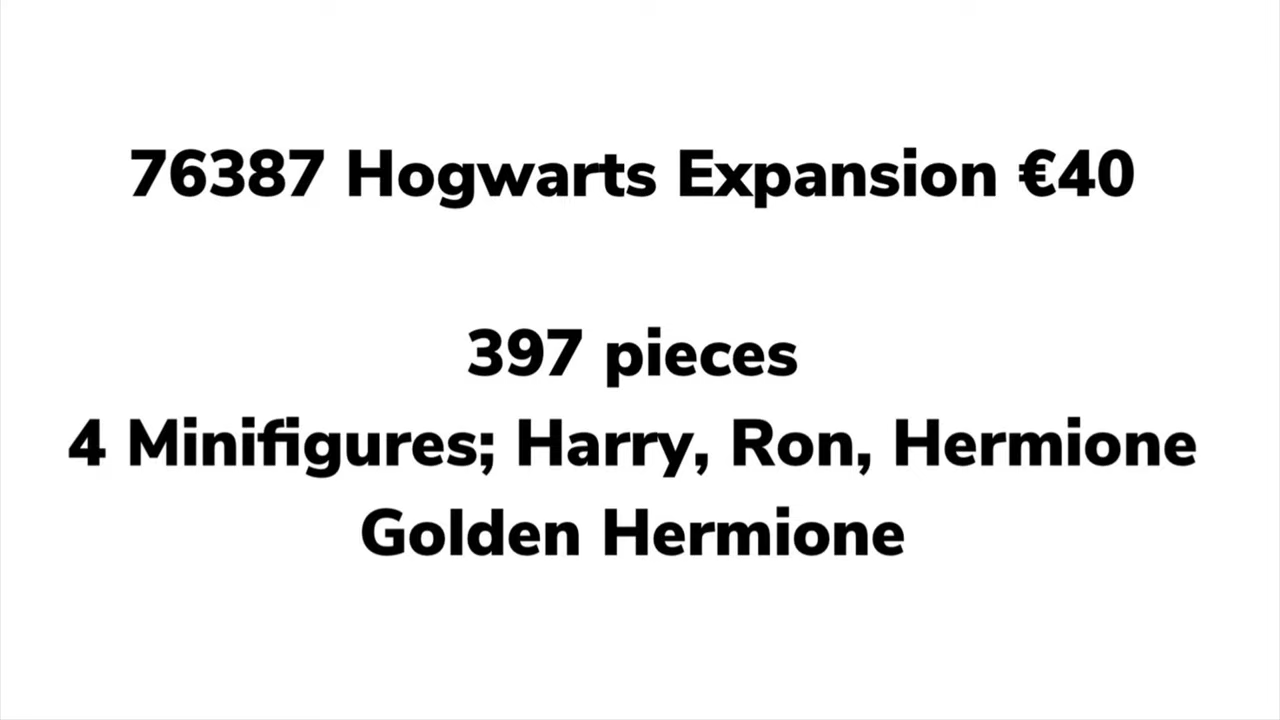 76387 Hogwarts Expansion €40
397 pieces
4 Minifigures; Harry, Ron, Hermione
Golden Hermione